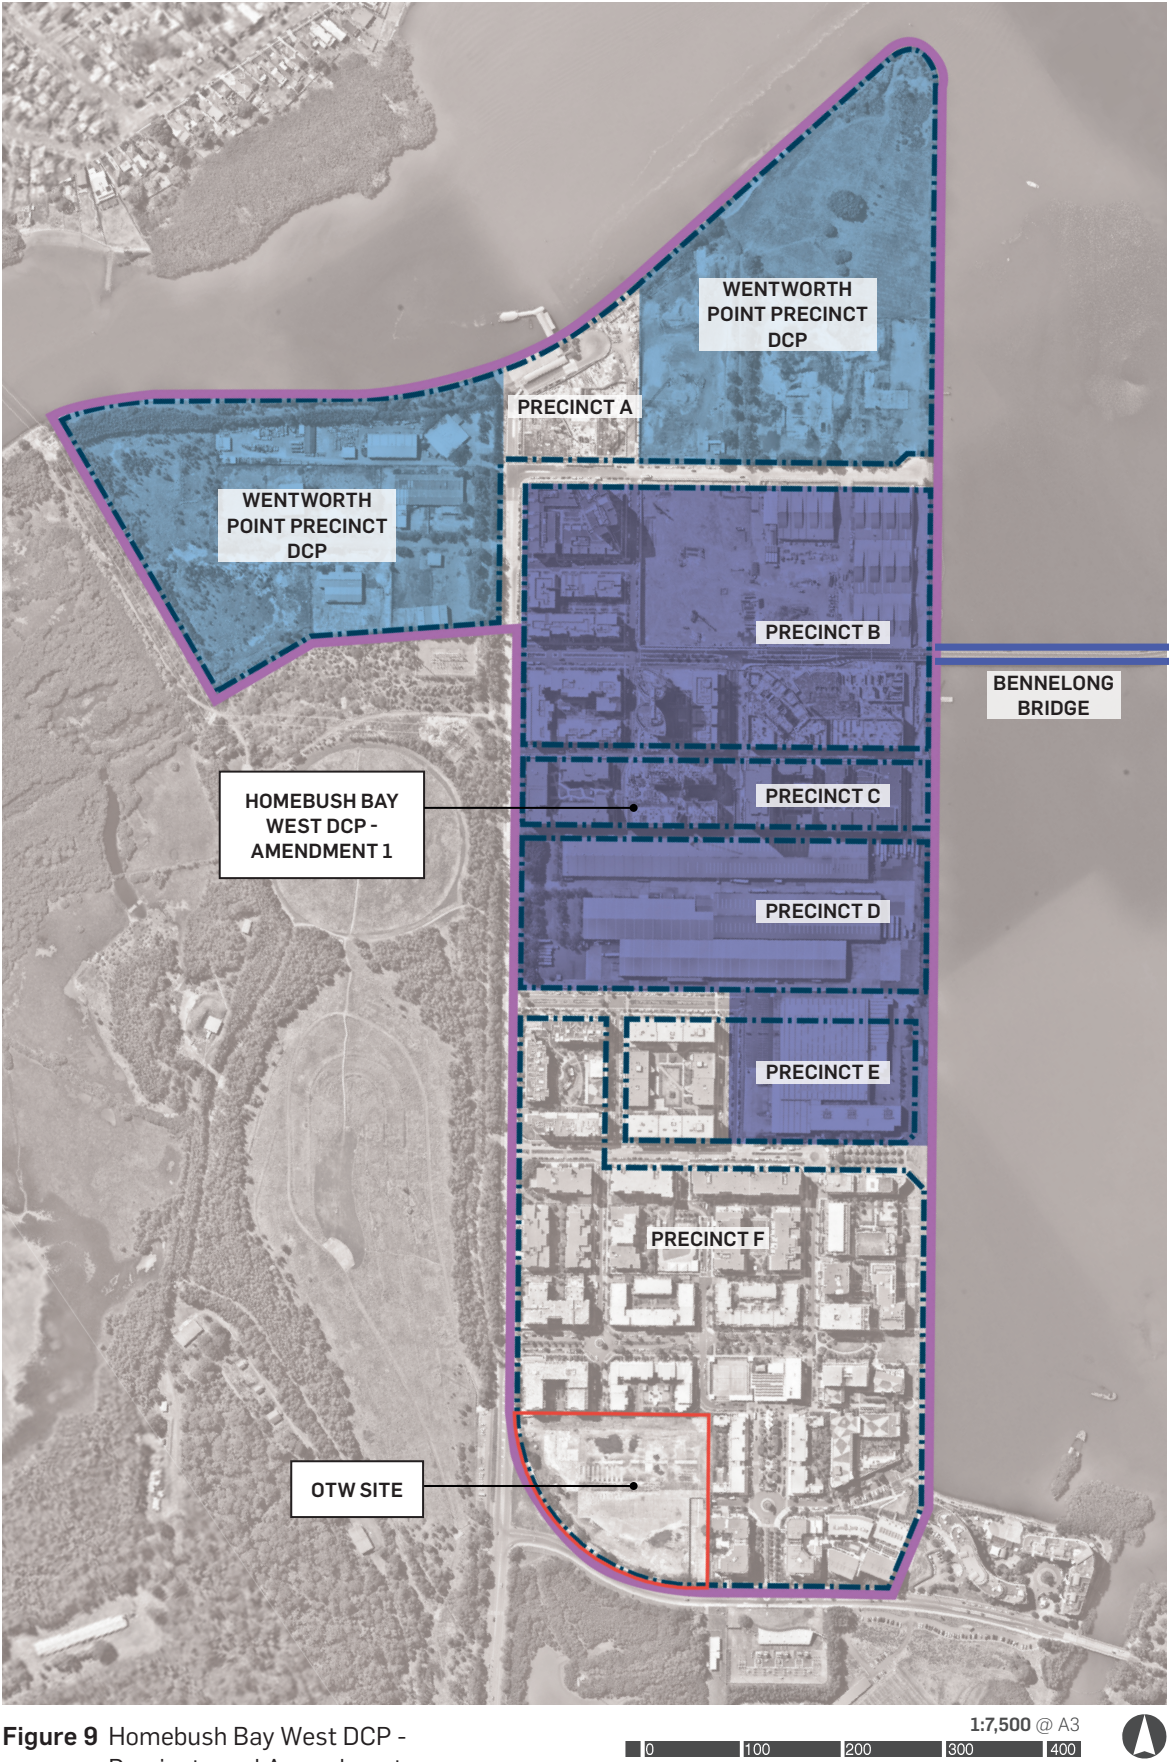 WENTWORTH
POINT PRECINCT
DCP
PRECINCT A
WENTWORTH
POINT PRECINCT
DCP
PRECINCT B
BENNELONG
BRIDGE
HOMEBUSH BAY
WEST DCP -
AMENDMENT 1
PRECINCT C
PRECINCT D
PRECINCT E
PRECINCT F
OTW SITE
Figure 9 Homebush Bay West DCP -
1:7,500 @ A3
0 100 200 300 400